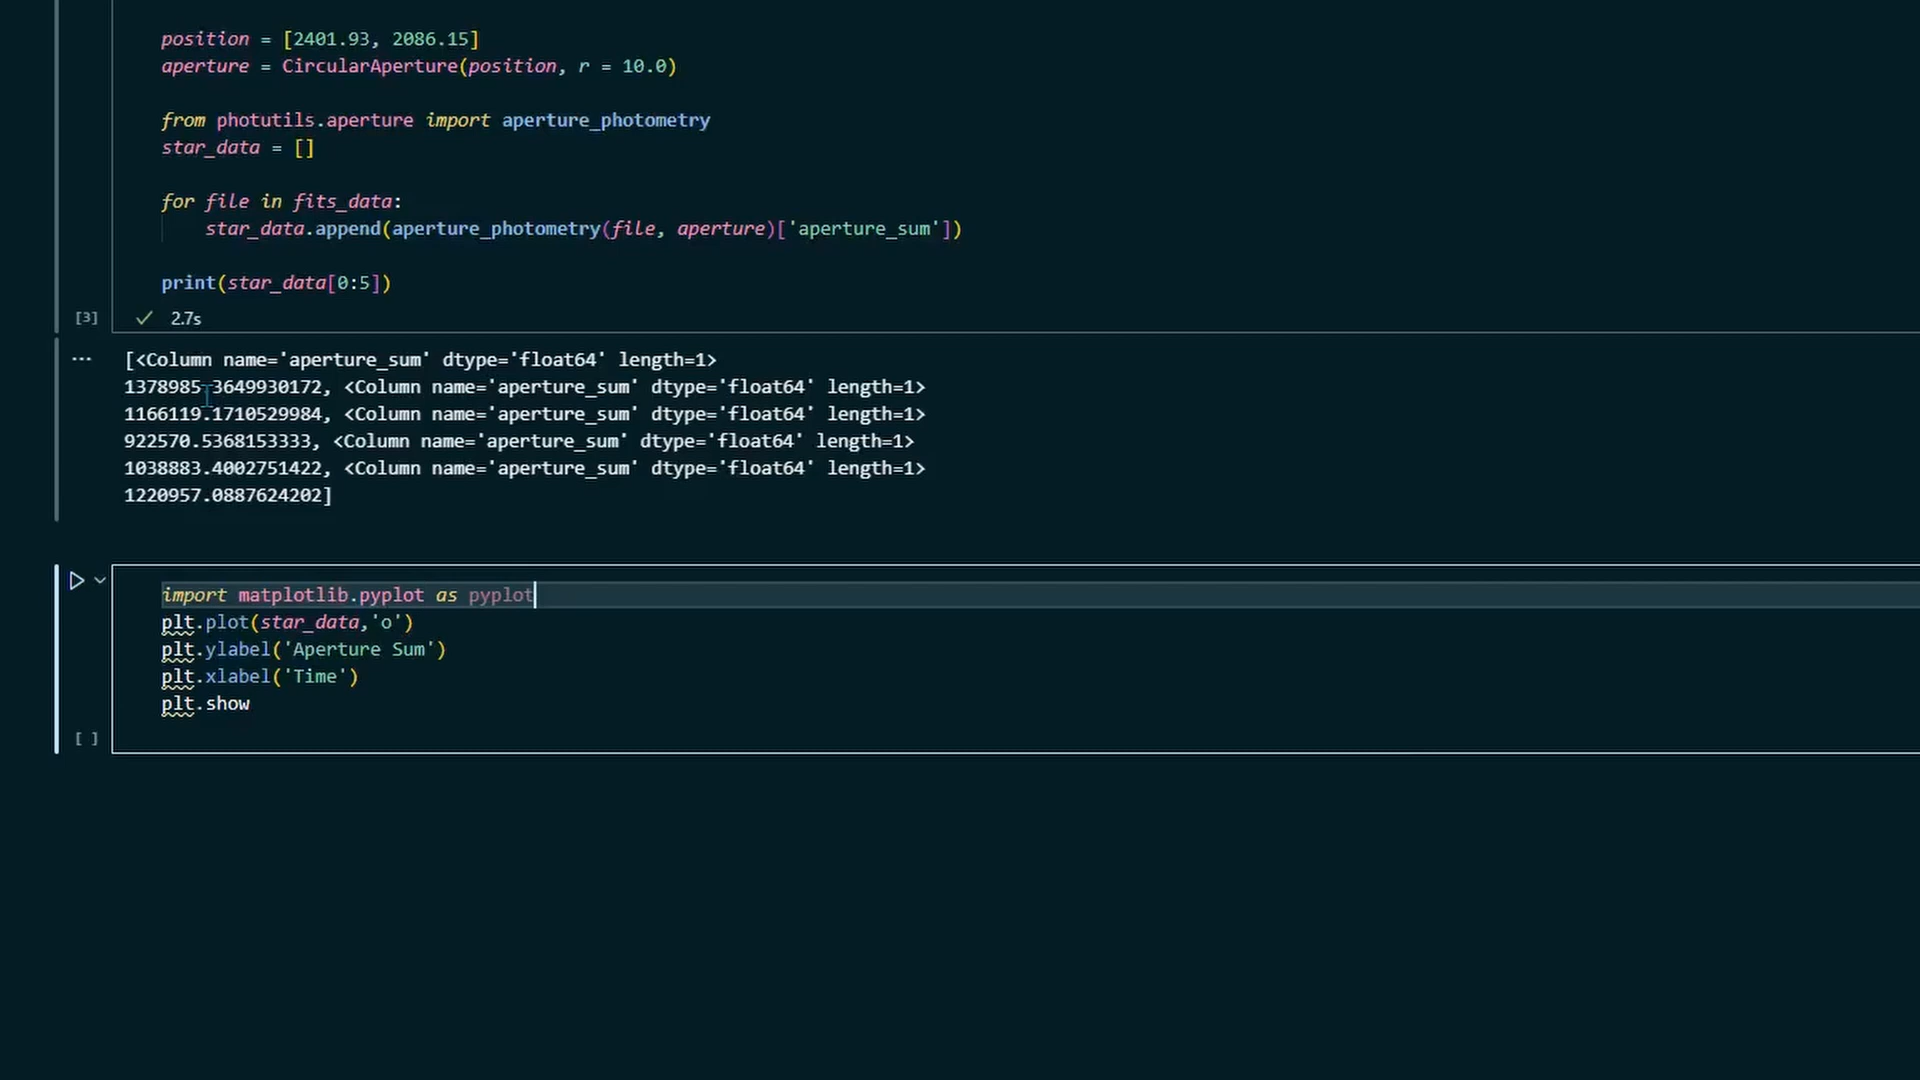 position = [2401.93, 2086.15]
aperture = CircularAperture(position, r = 10.0)
from photutils.aperture import aperture_photometry
star_data = []
for file in fits_data:
star_data.append(aperture_photometry(file, aperture)['aperture_sum'])
print(star_data[0:5])
[3] ✓ 2.7s
... [<Column name='aperture_sum' dtype='float64' length=1>
1378985.3649930172, <Column name='aperture_sum' dtype='float64' length=1>
1166119.1710529984, <Column name='aperture_sum' dtype='float64' length=1>
922570.5368153333, <Column name='aperture_sum' dtype='float64' length=1>
1038883.4002751422, <Column name='aperture_sum' dtype='float64' length=1>
1220957.0887624202]
import matplotlib.pyplot as pyplot
plt.plot(star_data,'o')
plt.ylabel('Aperture Sum')
plt.xlabel('Time')
plt.show
[ ]